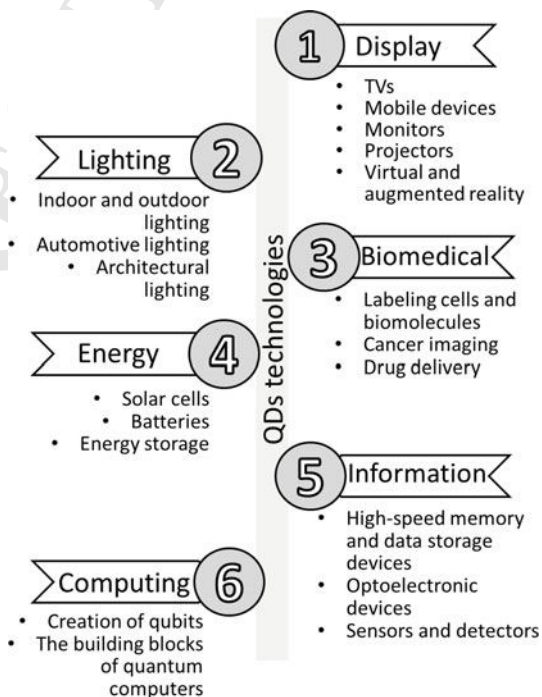 1 Display
• TVs
• Mobile devices
• Monitors
• Projectors
• Virtual and
augmented reality
Lighting 2
• Indoor and outdoor
lighting
• Automotive lighting
• Architectural
lighting
3 Biomedical
• Labeling cells and
biomolecules
• Cancer imaging
• Drug delivery
Energy 4
• Solar cells
• Batteries
• Energy storage
QDs technologies
5 Information
• High-speed memory
and data storage
devices
• Optoelectronic
devices
• Sensors and detectors
Computing 6
• Creation of qubits
• The building blocks
of quantum
computers